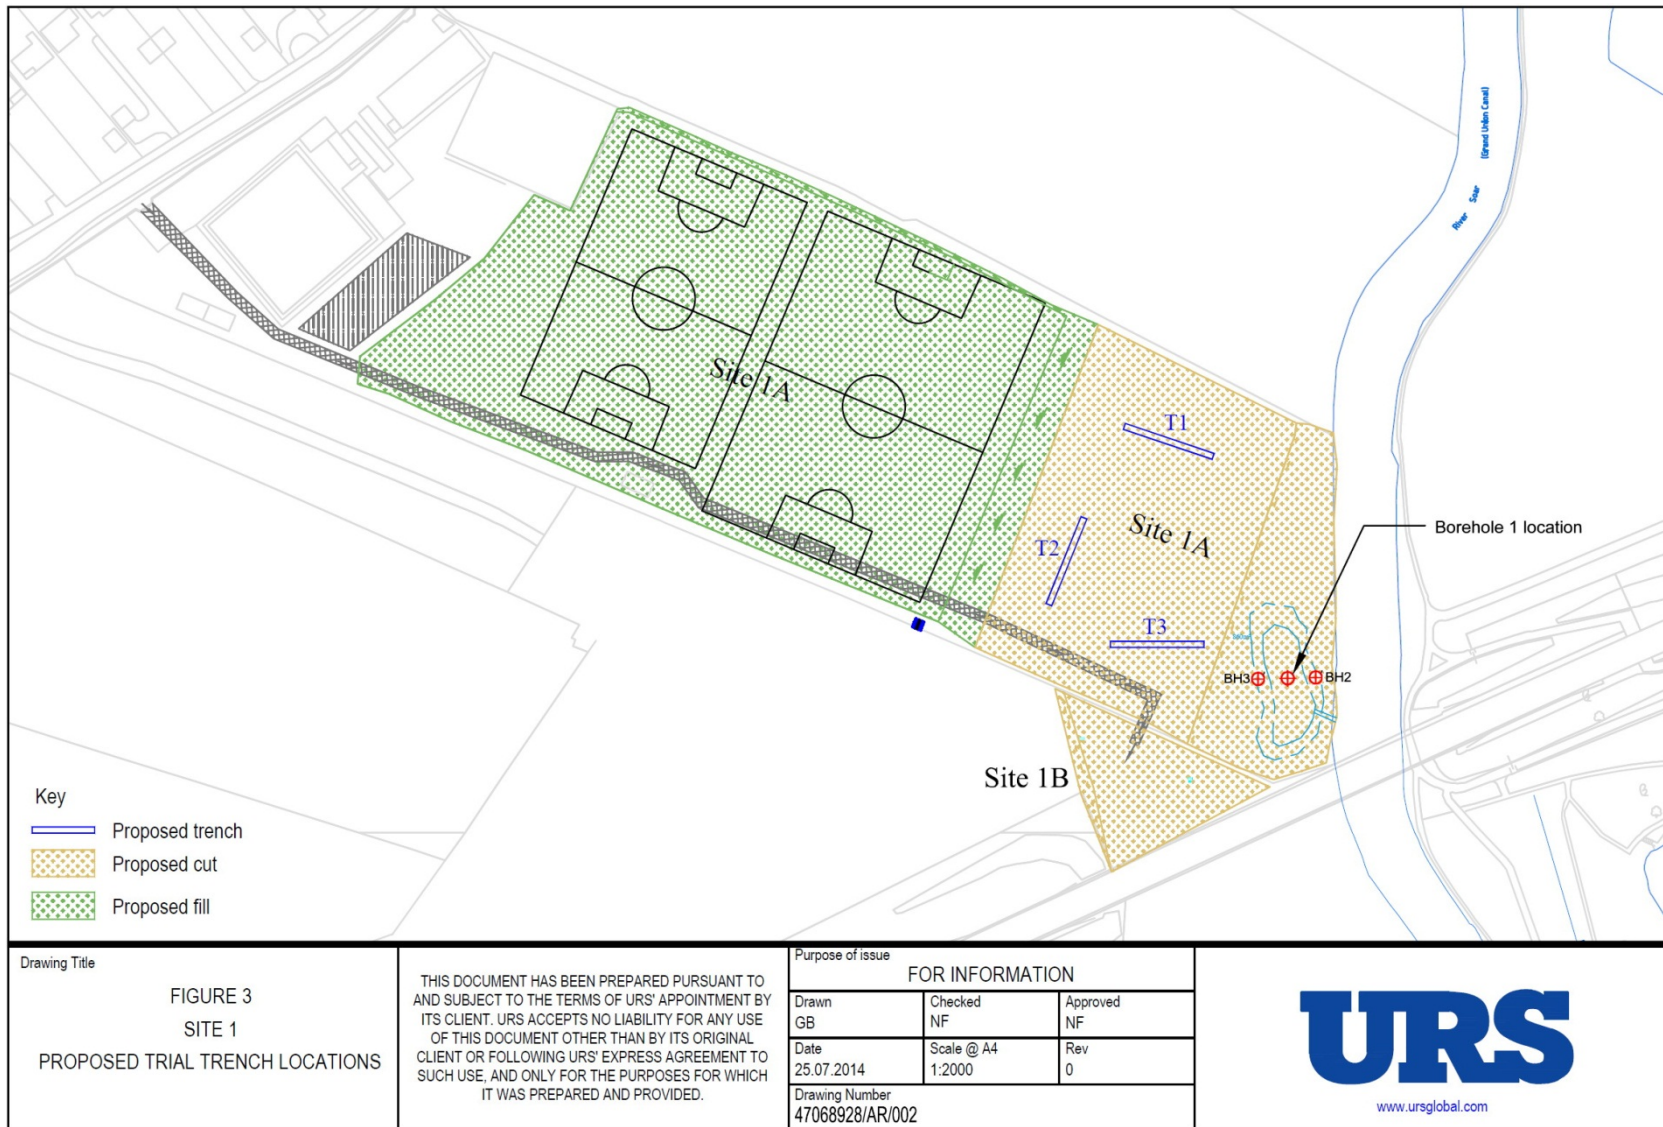 (Grand Union Canal)
River Soar
Site 1A
T1
Site 1A
T2
Borehole 1 location
T3
BH3
BH2
Site 1B
Key
Proposed trench
Proposed cut
Proposed fill
Drawing Title
FIGURE 3
SITE 1
PROPOSED TRIAL TRENCH LOCATIONS
THIS DOCUMENT HAS BEEN PREPARED PURSUANT TO
AND SUBJECT TO THE TERMS OF URS' APPOINTMENT BY
ITS CLIENT. URS ACCEPTS NO LIABILITY FOR ANY USE
OF THIS DOCUMENT OTHER THAN BY ITS ORIGINAL
CLIENT OR FOLLOWING URS' EXPRESS AGREEMENT TO
SUCH USE, AND ONLY FOR THE PURPOSES FOR WHICH
IT WAS PREPARED AND PROVIDED.
Purpose of issue
FOR INFORMATION
Drawn
GB
Checked
NF
Approved
NF
Date
25.07.2014
Scale @ A4
1:2000
Rev
0
Drawing Number
47068928/AR/002
URS
www.ursglobal.com